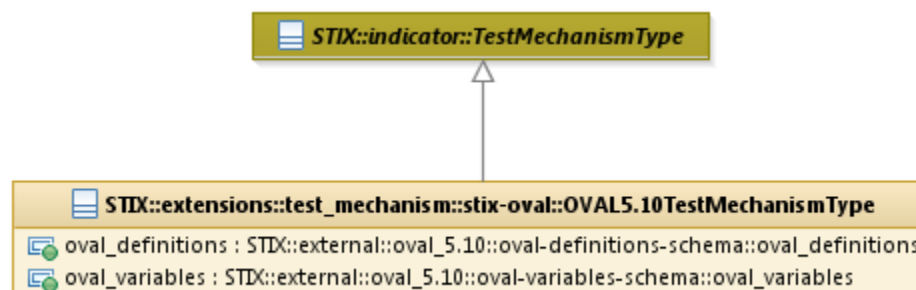 STIX::indicator::TestMechanismType
STIX::extensions::test_mechanism::stix-oval::OVAL5.10TestMechanismType
oval_definitions : STIX::external::oval_5.10::oval-definitions-schema::oval_definitions
oval_variables : STIX::external::oval_5.10::oval-variables-schema::oval_variables